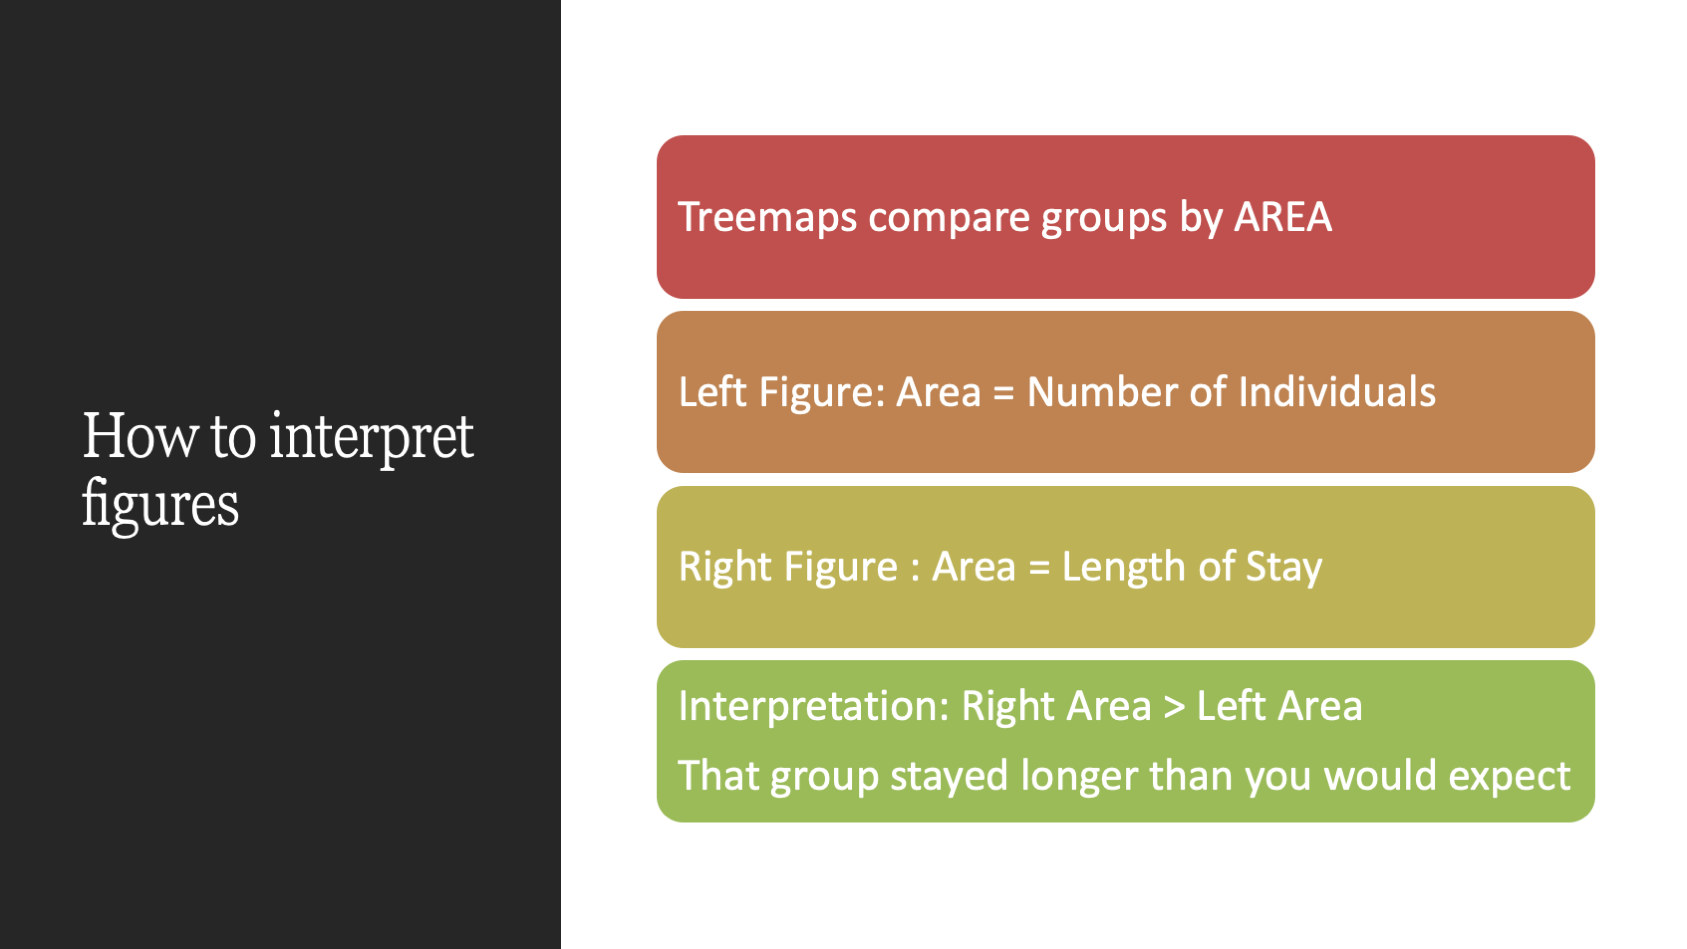 How to interpret
figures
Treemaps compare groups by AREA
Left Figure: Area = Number of Individuals
Right Figure : Area = Length of Stay
Interpretation: Right Area > Left Area
That group stayed longer than you would expect